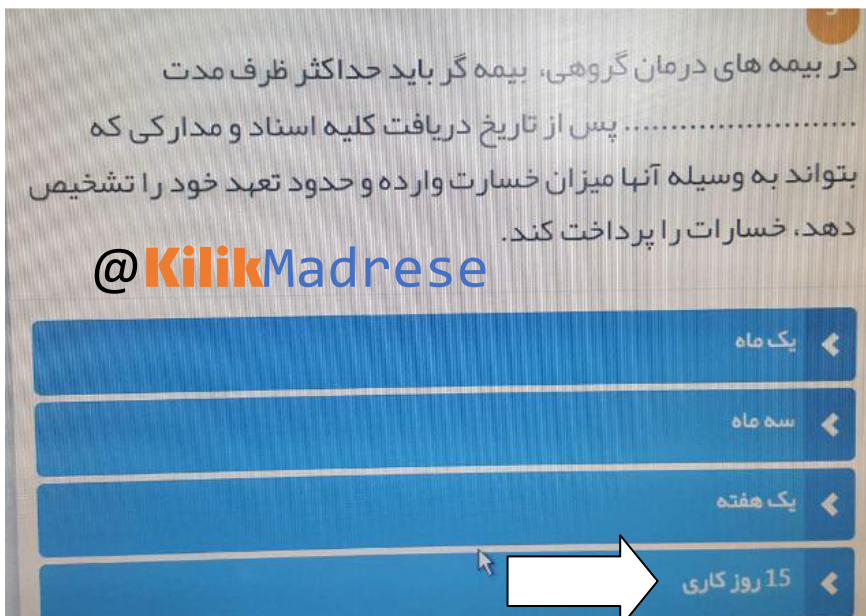 در بیمه های درمان گروهی، بیمه گر باید حداکثر ظرف مدت
......................... پس از تاریخ دریافت کلیه اسناد و مدارکی که
بتواند به وسیله آنها میزان خسارت وارده و حدود تعهد خود را تشخیص
دهد، خسارات را پرداخت کند.
@KilikMadrese
یک ماه
سه ماه
یک هفته
15 روز کاری